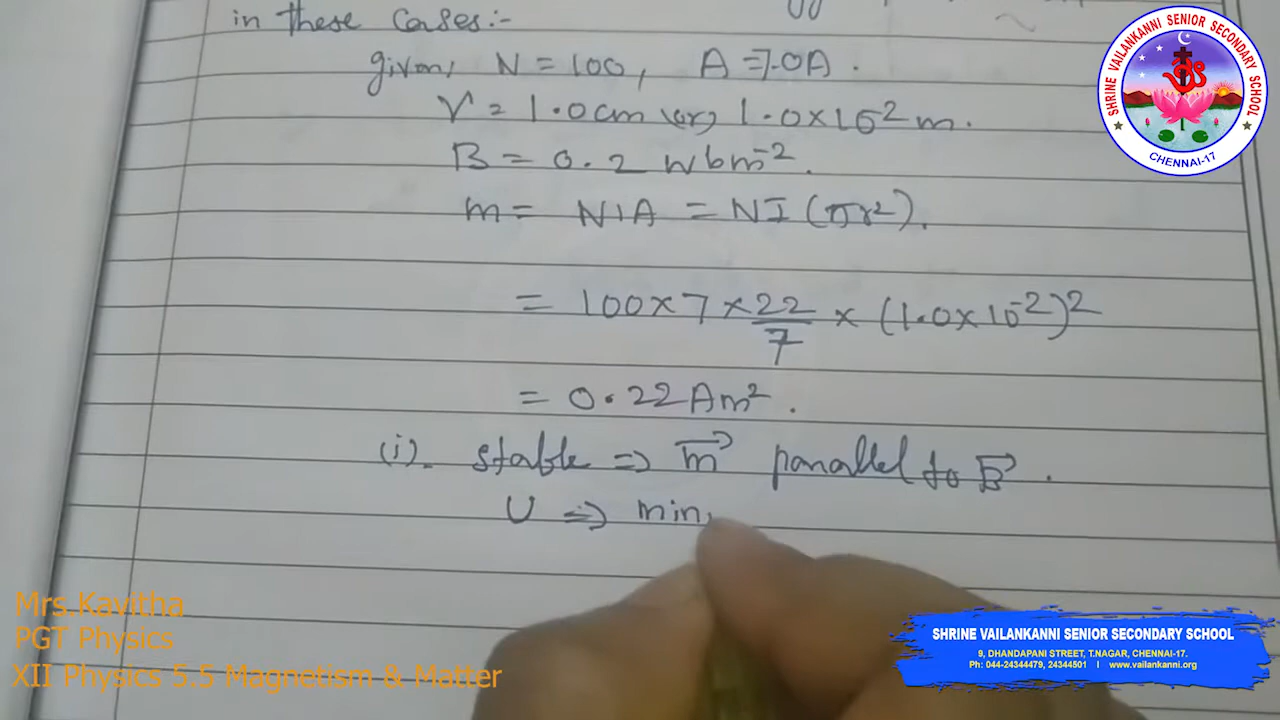 in these cases:-
given, N = 100, A = 7.0A.
r = 1.0cm (or) 1.0×10⁻² m.
B = 0.2 wbm⁻².
m = NIA = NI (πr²).
= 100 × 7 × 22/7 × (1.0×10⁻²)²
= 0.22 Am².
(i). stable => m⃗ parallel to B⃗.
U => min
SHRINE VAILANKANNI SENIOR SECONDARY SCHOOL
CHENNAI-17
Mrs.Kavitha
PGT Physics
XII Physics 5.5 Magnetism & Matter
SHRINE VAILANKANNI SENIOR SECONDARY SCHOOL
9, DHANDAPANI STREET, T.NAGAR, CHENNAI-17.
Ph: 044-24344479, 24344501 | www.vailankanni.org